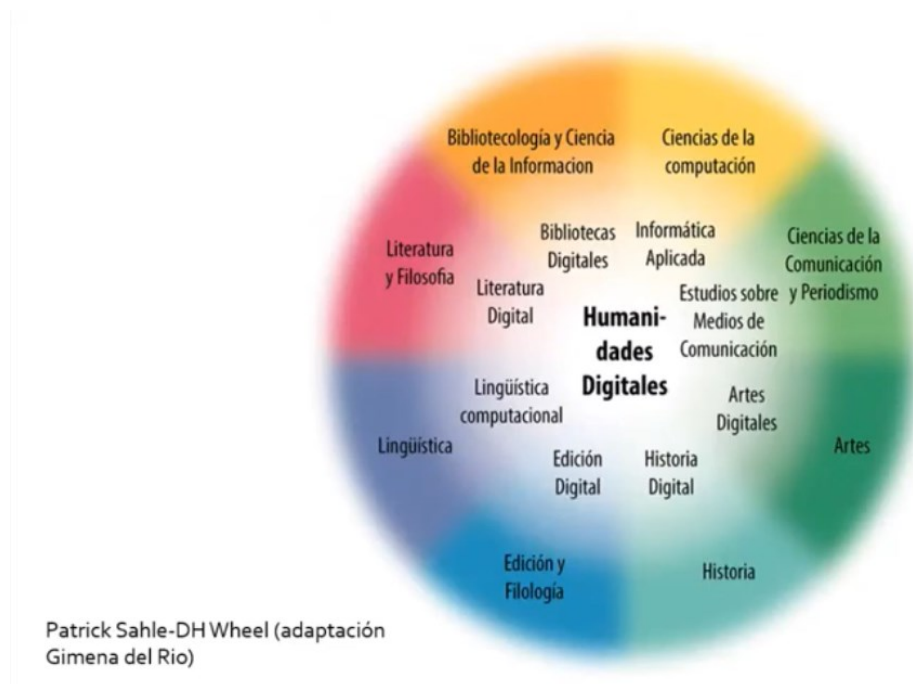 Bibliotecología y Ciencia
de la Informacion
Ciencias de la
computación
Ciencias de la
Comunicación
y Periodismo
Artes
Historia
Edición y
Filología
Lingüística
Literatura
y Filosofia
Bibliotecas
Digitales
Informática
Aplicada
Estudios sobre
Medios de
Comunicación
Artes
Digitales
Historia
Digital
Edición
Digital
Lingüística
computacional
Literatura
Digital
Humani-
dades
Digitales
Patrick Sahle-DH Wheel (adaptación
Gimena del Rio)